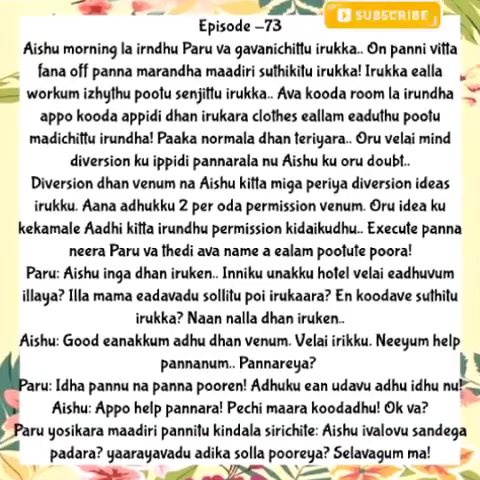 SUBSCRIBE
Episode -73
Aishu morning la irndhu Paru va gavanichittu irukka.. On panni vitta
fana off panna marandha maadiri suthikitu irukka! Irukka ealla
workum izhythu pootu senjittu irukka.. Ava kooda room la irundha
appo kooda appidi dhan irukara clothes eallam eaduthu pootu
madichittu irundha! Paaka normala dhan teriyara.. Oru velai mind
diversion ku ippidi pannarala nu Aishu ku oru doubt..
Diversion dhan venum na Aishu kitta miga periya diversion ideas
irukku. Aana adhukku 2 per oda permission venum. Oru idea ku
kekamale Aadhi kitta irundhu permission kidaikudhu.. Execute panna
neera Paru va thedi ava name a ealam pootute poora!
Paru: Aishu inga dhan iruken.. Inniku unakku hotel velai eadhuvum
illaya? Illa mama eadavadu sollitu poi irukaara? En koodave suthitu
irukka? Naan nalla dhan iruken..
Aishu: Good eanakkum adhu dhan venum. Velai irikku. Neeyum help
pannanum.. Pannareya?
Paru: Idha pannu na panna pooren! Adhuku ean udavu adhu idhu nu!
Aishu: Appo help pannara! Pechi maara koodadhu! Ok va?
Paru yosikara maadiri pannitu kindala sirichite: Aishu ivalovu sandega
padara? yaarayavadu adika solla pooreya? Selavagum ma!